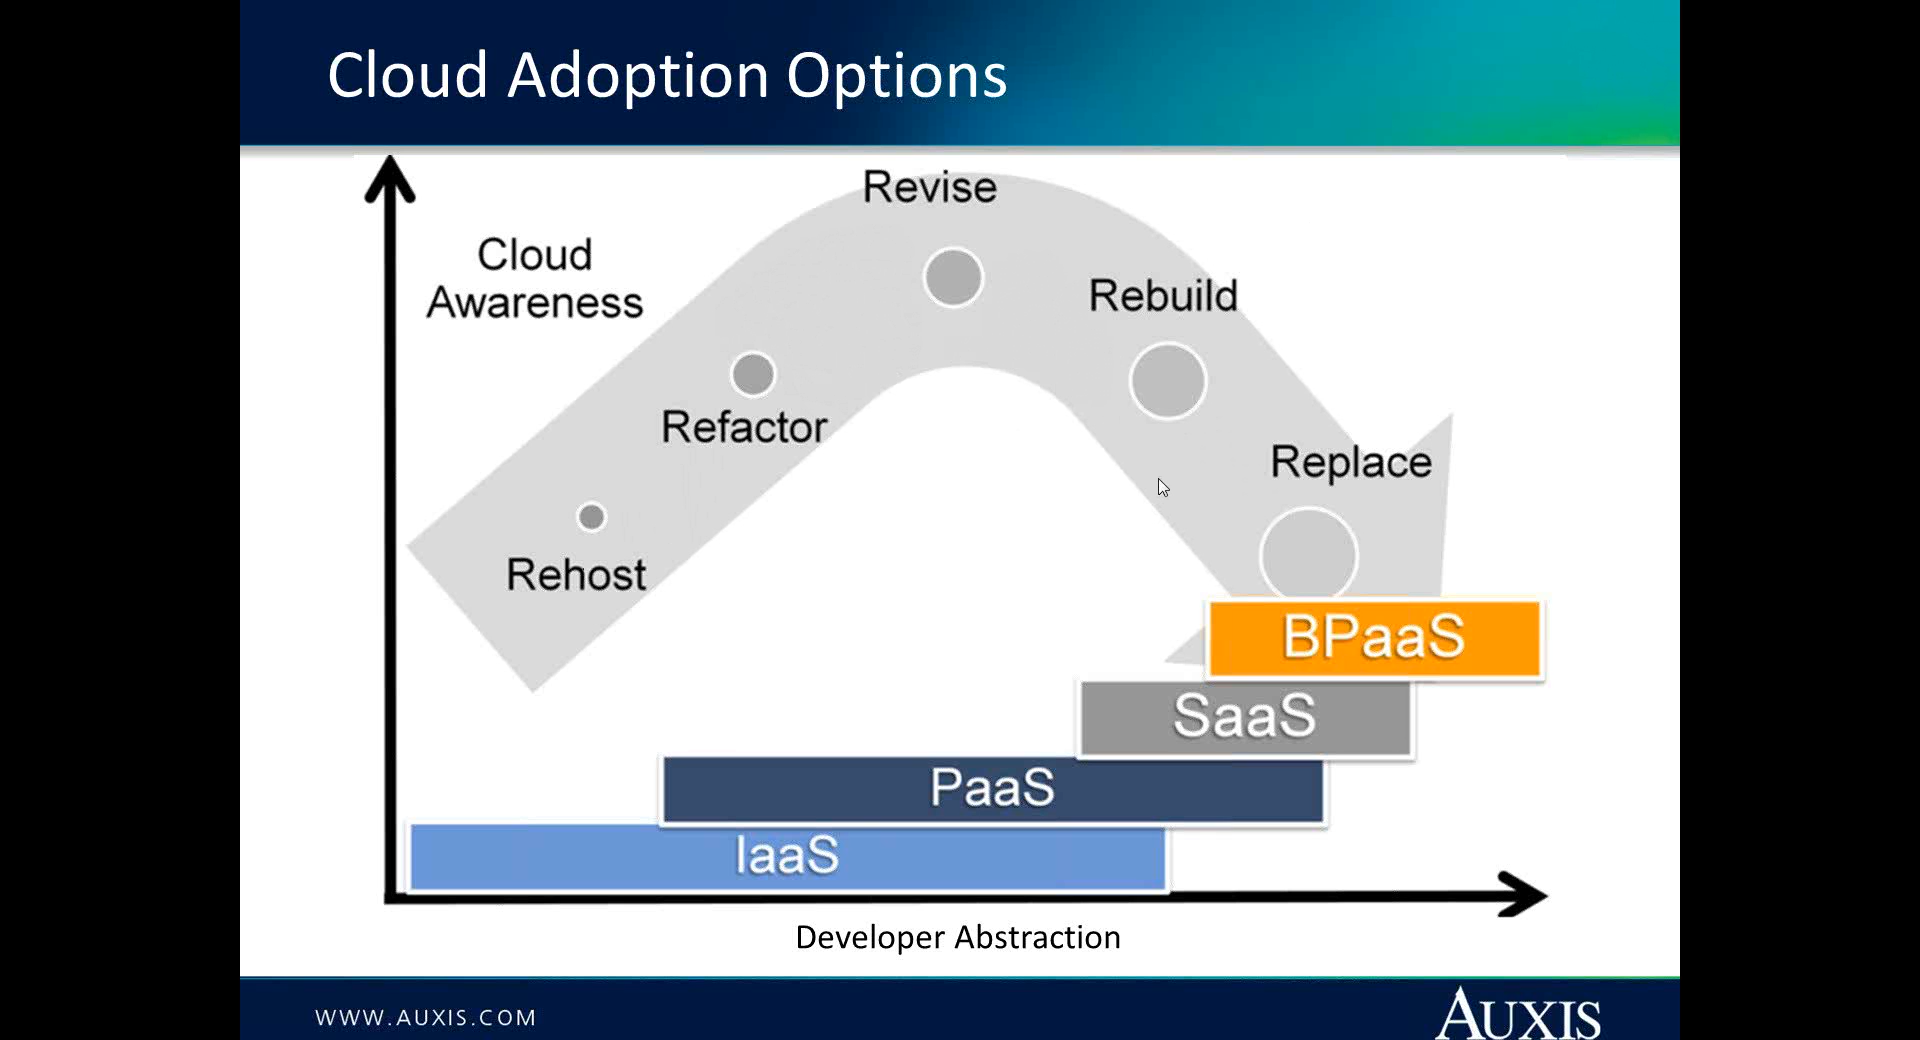 Cloud Adoption Options
Revise
Cloud
Awareness
Rebuild
Refactor
Replace
Rehost
BPaaS
SaaS
PaaS
IaaS
Developer Abstraction
WWW.AUXIS.COM
AUXIS